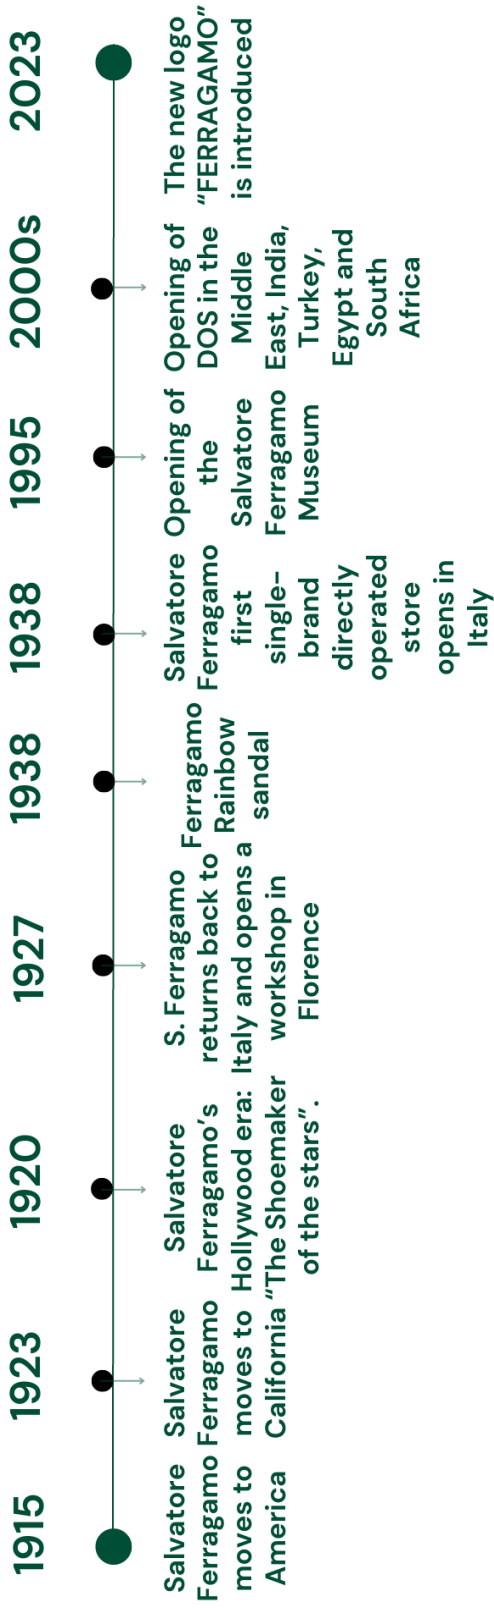 1915
Salvatore
Ferragamo
moves to
America
1923
Salvatore
Ferragamo
moves to
California
1920
Salvatore
Ferragamo's
Hollywood era:
"The Shoemaker
of the stars".
1927
S. Ferragamo
returns back to
Italy and opens a
workshop in
Florence
1938
Ferragamo
Rainbow
sandal
1938
Salvatore
Ferragamo
first
single-
brand
directly
operated
store
opens in
Italy
1995
Opening of
the
Salvatore
Ferragamo
Museum
2000s
Opening of
DOS in the
Middle
East, India,
Turkey,
Egypt and
South
Africa
2023
The new logo
"FERRAGAMO"
is introduced